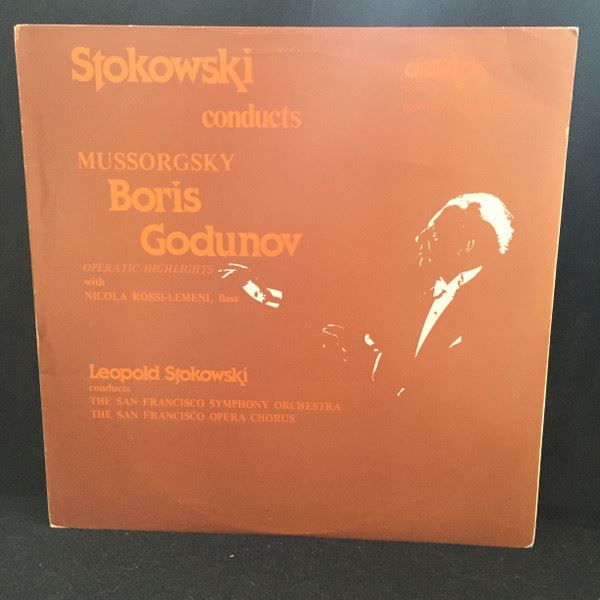 Stokowski
conducts
MUSSORGSKY
Boris
Godunov
OPERATIC HIGHLIGHTS
with
NICOLA ROSSI-LEMENI, Bass
Leopold Stokowski
conducts
THE SAN FRANCISCO SYMPHONY ORCHESTRA
THE SAN FRANCISCO OPERA CHORUS